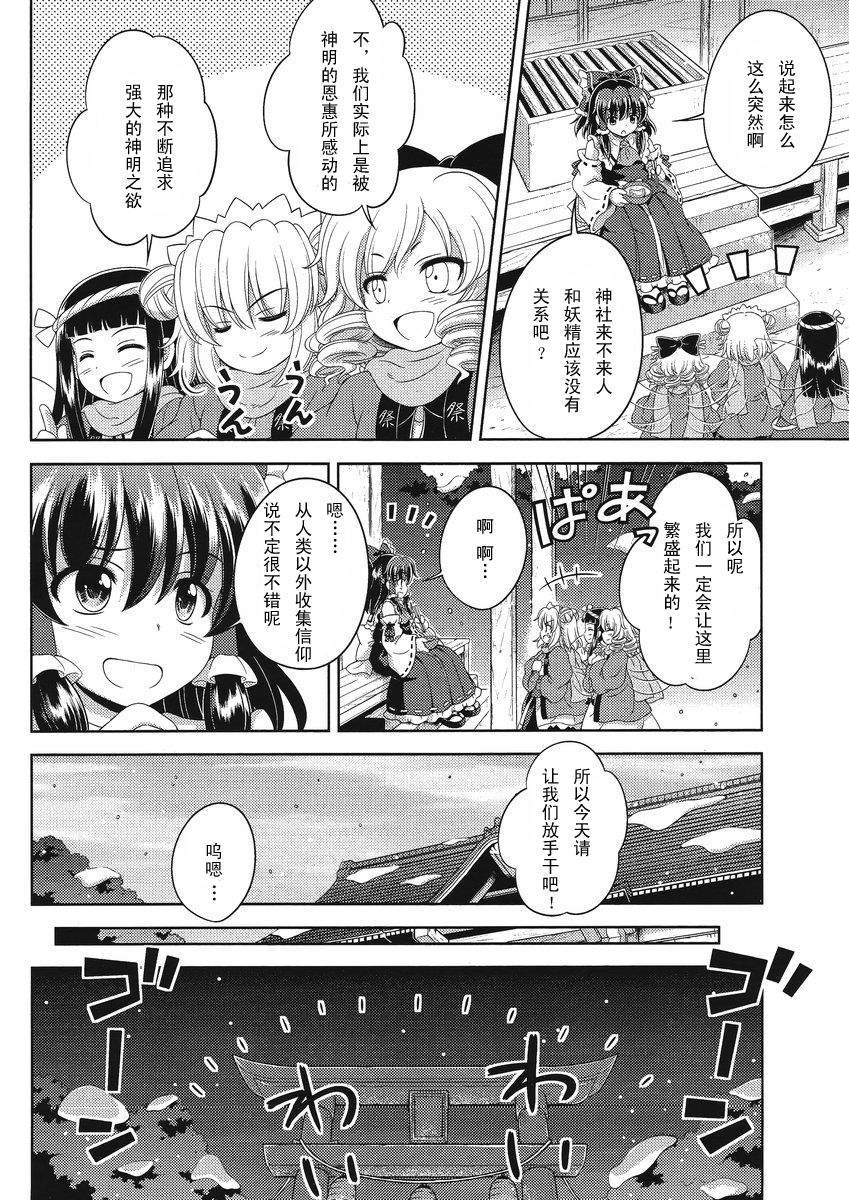 说起来怎么
这么突然啊
神社来不来人
和妖精应该没有
关系吧？
不，我们实际上是被
神明的恩惠所感动的
那种不断追求
强大的神明之欲
うん
うん
祭
祭
所以呢
我们一定会让这里
繁盛起来的！
ぱあっ
啊啊…
嗯……
从人类以外收集信仰
说不定很不错呢
所以今天请
让我们放手干吧！
呜嗯…
ゴーン
ゴーン